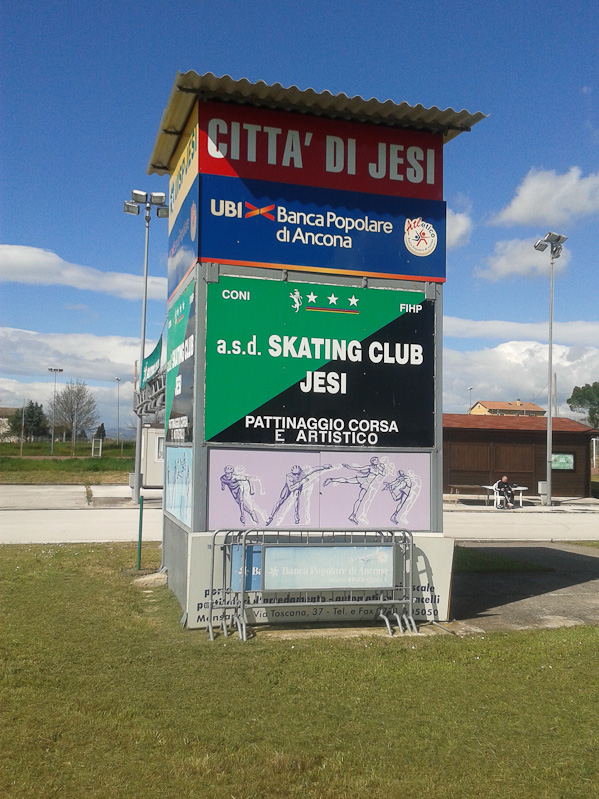 CITTA' DI JESI
UBI Banca Popolare
di Ancona
CONI
FIHP
a.s.d. SKATING CLUB
JESI
PATTINAGGIO CORSA
E ARTISTICO
Banca Popolare di Ancona
Via Toscana, 37 - Tel. e Fax